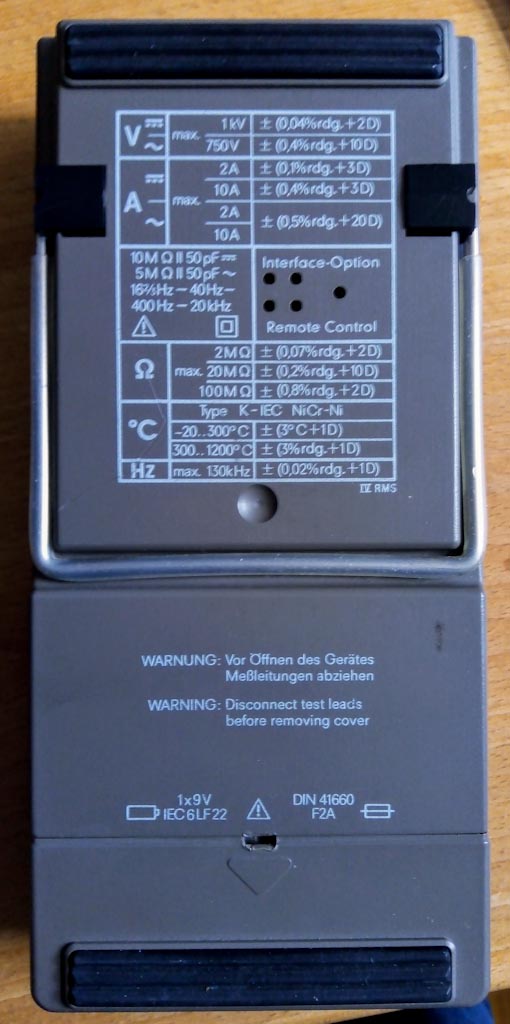 V ⎓ max. 1kV ± (0,04%rdg.+2D)
~ 750V ± (0,4%rdg.+10D)
A ⎓ max. 2A ± (0,1%rdg.+3D)
10A ± (0,4%rdg.+3D)
~ 2A ± (0,5%rdg.+20D)
10A
10MΩ II 50pF ⎓
5MΩ II 50pF ~
16⅔Hz – 40Hz –
400Hz – 20kHz
Interface-Option
Remote Control
Ω max. 2MΩ ± (0,07%rdg.+2D)
20MΩ ± (0,2%rdg.+10D)
100MΩ ± (0,8%rdg.+2D)
°C Type K-IEC NiCr-Ni
-20..300°C ± (3°C+1D)
300..1200°C ± (3%rdg.+1D)
Hz max. 130kHz ± (0,02%rdg.+1D)
IV RMS
WARNUNG: Vor Öffnen des Gerätes
Meßleitungen abziehen
WARNING: Disconnect test leads
before removing cover
1x9V
IEC6LF22
DIN 41660
F2A